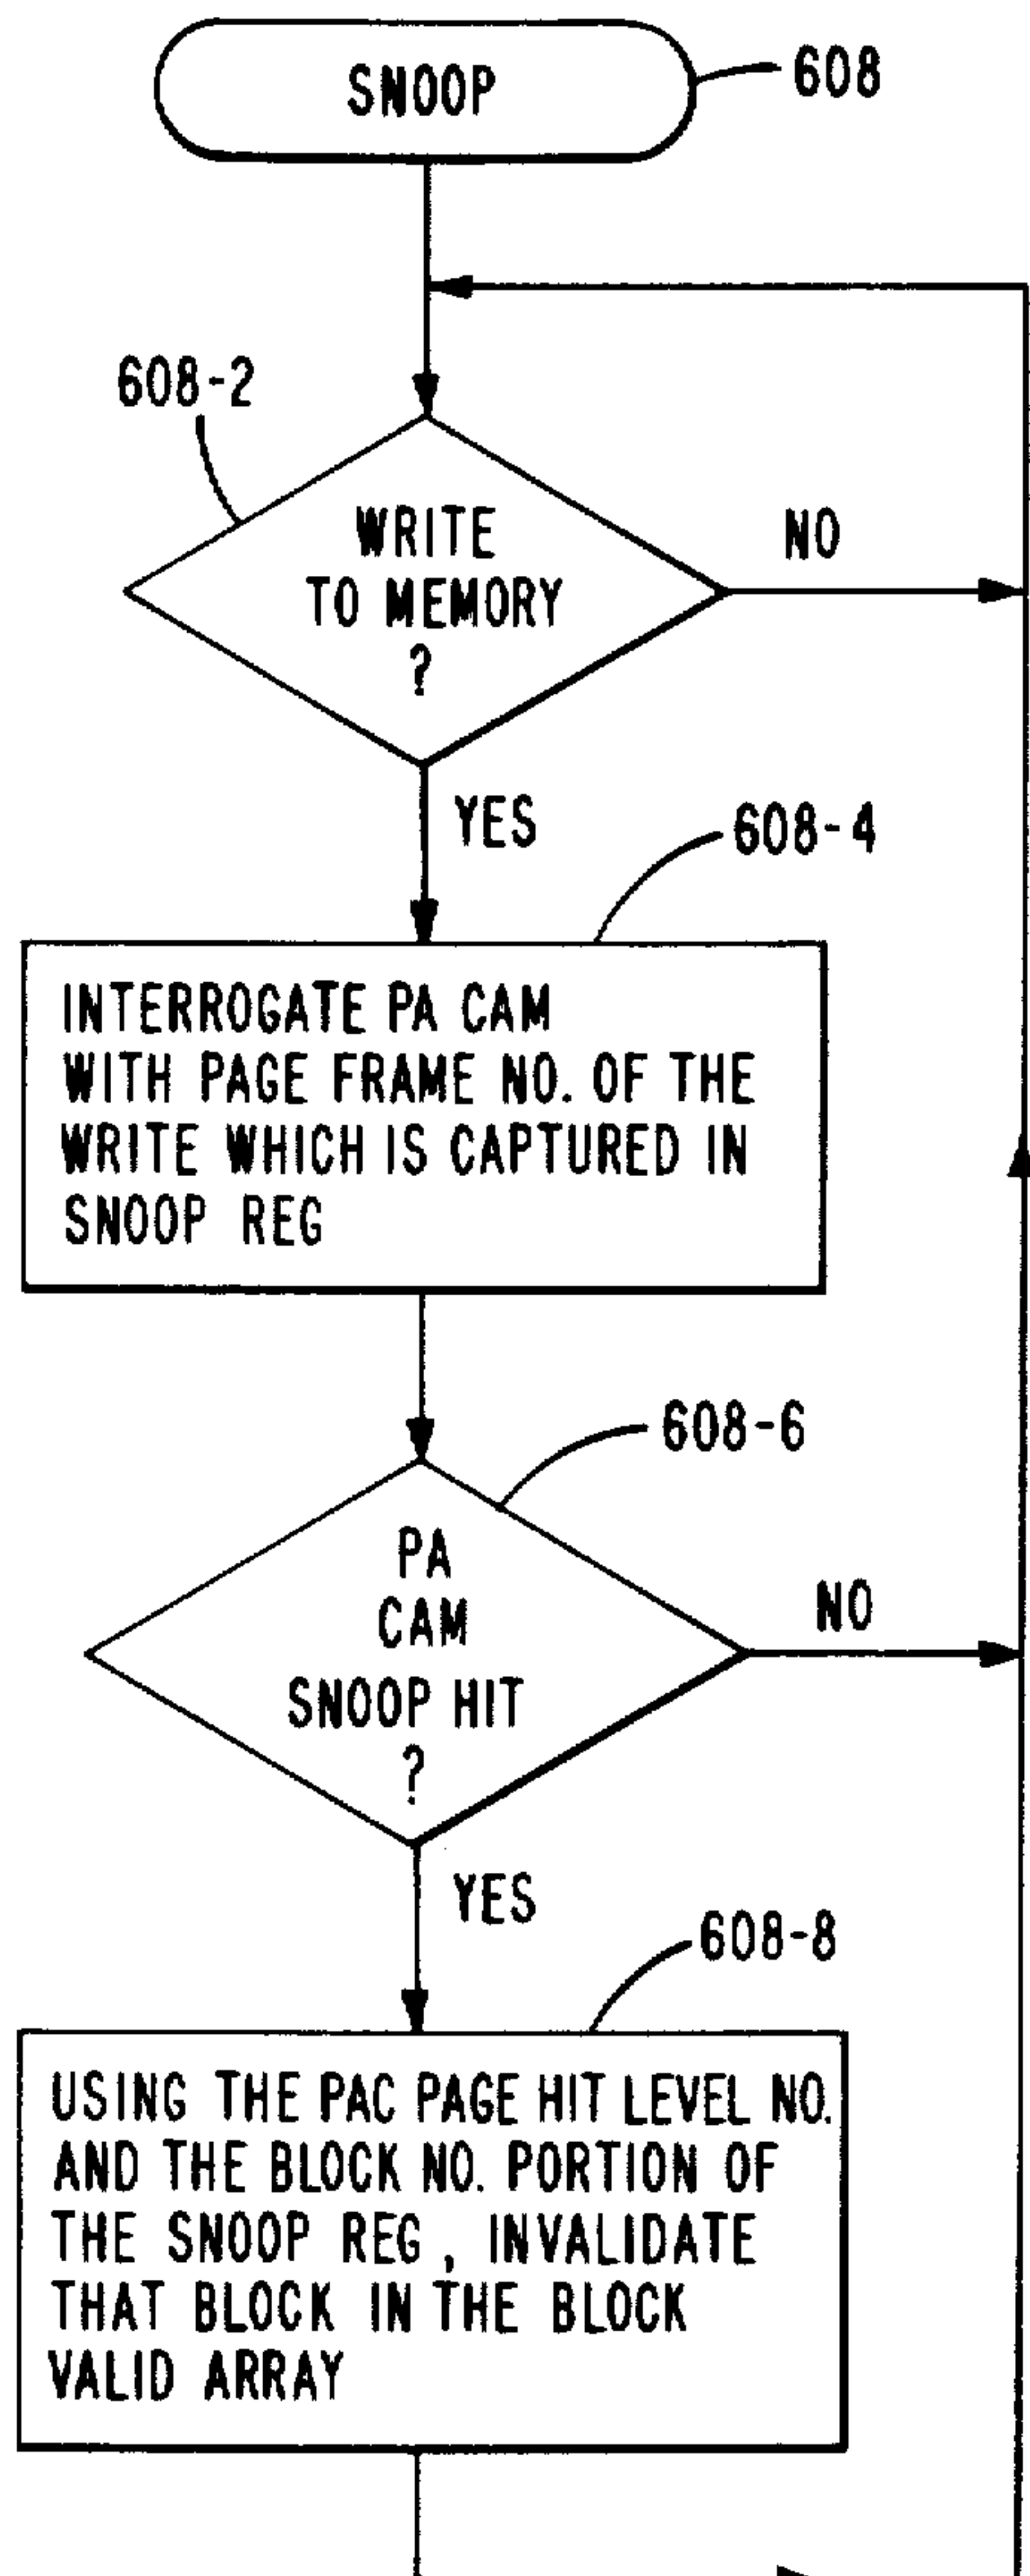 SNOOP
608
608-2
WRITE
TO MEMORY
?
NO
YES
608-4
INTERROGATE PA CAM
WITH PAGE FRAME NO. OF THE
WRITE WHICH IS CAPTURED IN
SNOOP REG
608-6
PA
CAM
SNOOP HIT
?
NO
YES
608-8
USING THE PAC PAGE HIT LEVEL NO.
AND THE BLOCK NO. PORTION OF
THE SNOOP REG, INVALIDATE
THAT BLOCK IN THE BLOCK
VALID ARRAY